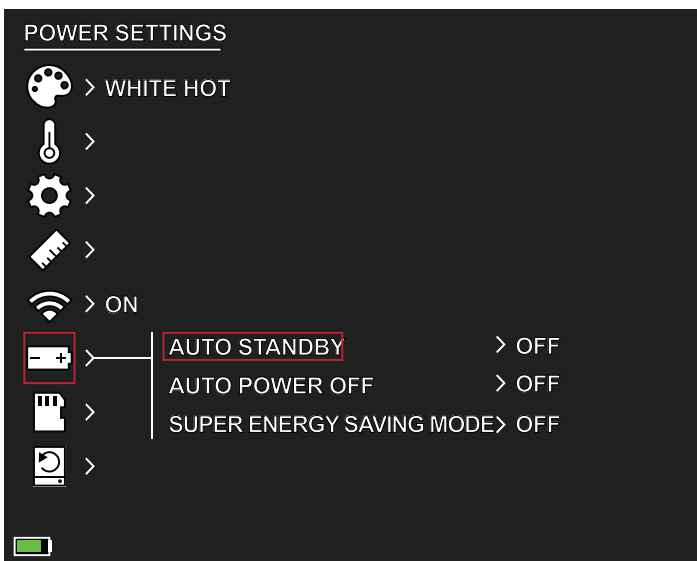 POWER SETTINGS
> WHITE HOT
>
>
>
> ON
>
AUTO STANDBY > OFF
AUTO POWER OFF > OFF
SUPER ENERGY SAVING MODE > OFF
>
>